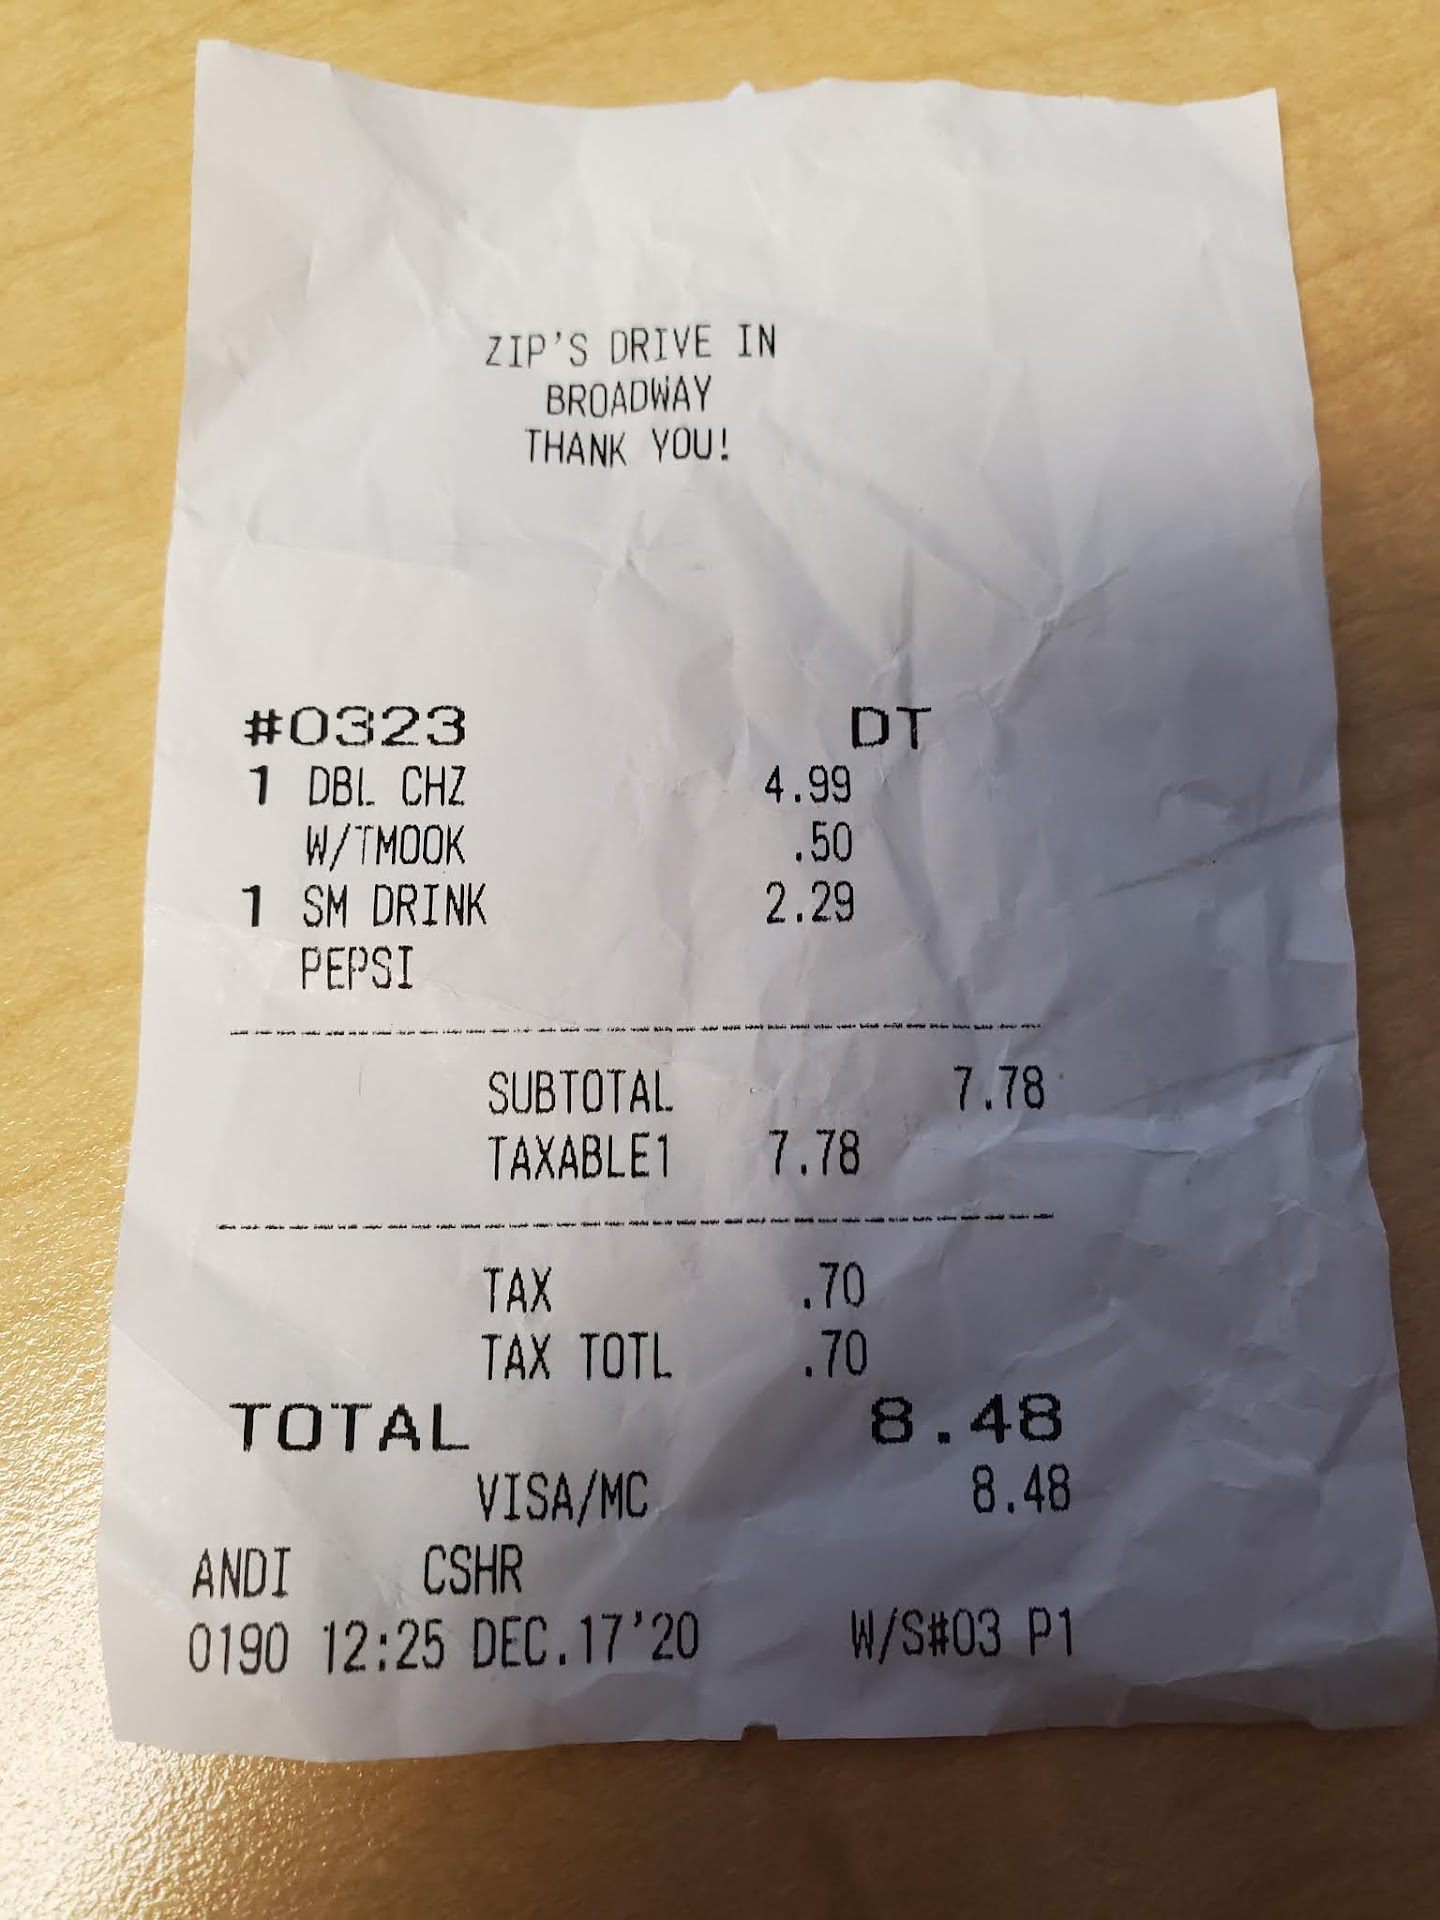 ZIP'S DRIVE IN
BROADWAY
THANK YOU!
#0323 DT
1 DBL CHZ 4.99
W/TMOOK .50
1 SM DRINK 2.29
PEPSI
SUBTOTAL 7.78
TAXABLE1 7.78
TAX .70
TAX TOTL .70
TOTAL 8.48
VISA/MC 8.48
ANDI CSHR
0190 12:25 DEC.17'20 W/S#03 P1